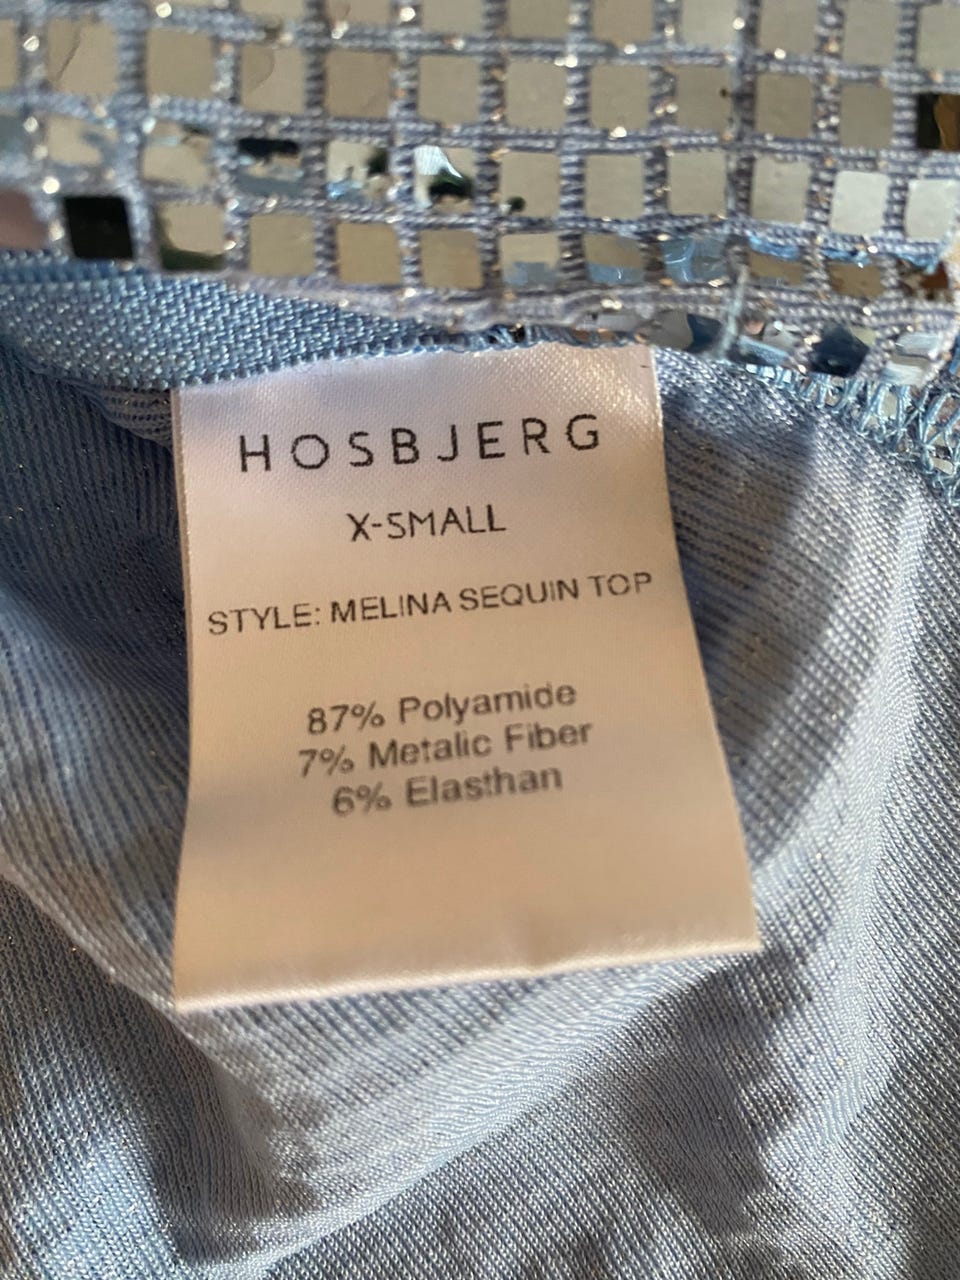 HOSBJERG
X-SMALL
STYLE: MELINA SEQUIN TOP
87% Polyamide
7% Metalic Fiber
6% Elasthan